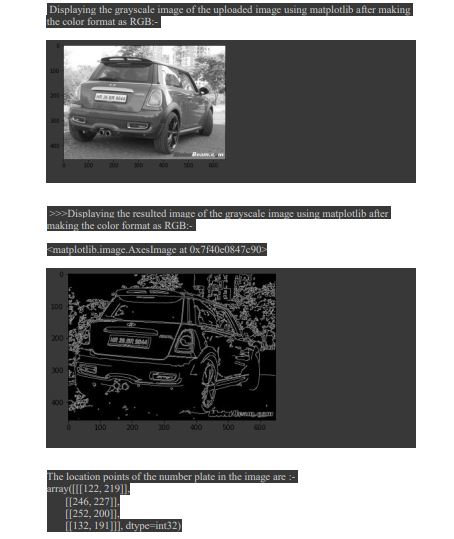 Displaying the grayscale image of the uploaded image using matplotlib after making
the color format as RGB:-
0
100
200
300
400
0 100 200 300 400 500 600
>>>Displaying the resulted image of the grayscale image using matplotlib after
making the color format as RGB:-
<matplotlib.image.AxesImage at 0x7f40e0847c90>
0
100
200
300
400
0 100 200 300 400 500 600
The location points of the number plate in the image are :-
array([[[122, 219]],
[[246, 227]],
[[252, 200]],
[[132, 191]]], dtype=int32)